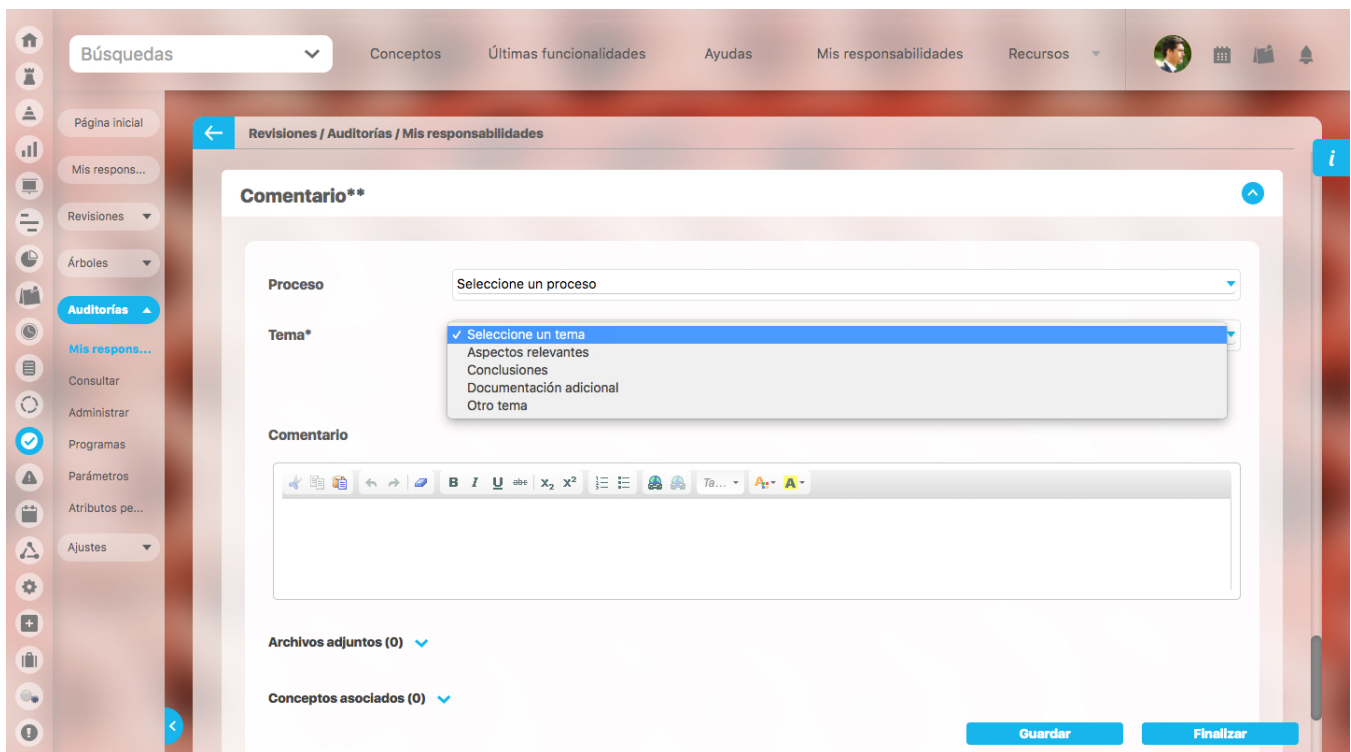 Búsquedas
Conceptos
Últimas funcionalidades
Ayudas
Mis responsabilidades
Recursos
Página inicial
Mis respons...
Revisiones
Árboles
Auditorías
Mis respons...
Consultar
Administrar
Programas
Parámetros
Atributos pe...
Ajustes
Revisiones / Auditorías / Mis responsabilidades
i
Comentario**
Proceso
Seleccione un proceso
Tema*
✓ Seleccione un tema
Aspectos relevantes
Conclusiones
Documentación adicional
Otro tema
Comentario
B I U abc x₂ x² Ta... A A
Archivos adjuntos (0)
Conceptos asociados (0)
Guardar
Finalizar